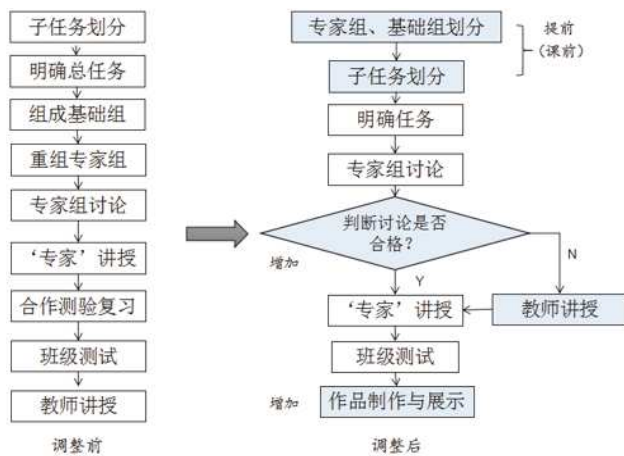 子任务划分
明确总任务
组成基础组
重组专家组
专家组讨论
‘专家’讲授
合作测验复习
班级测试
教师讲授
调整前
专家组、基础组划分
提前
(课前)
子任务划分
明确任务
专家组讨论
判断讨论是否
合格?
增加
N
Y
‘专家’讲授
教师讲授
班级测试
增加
作品制作与展示
调整后